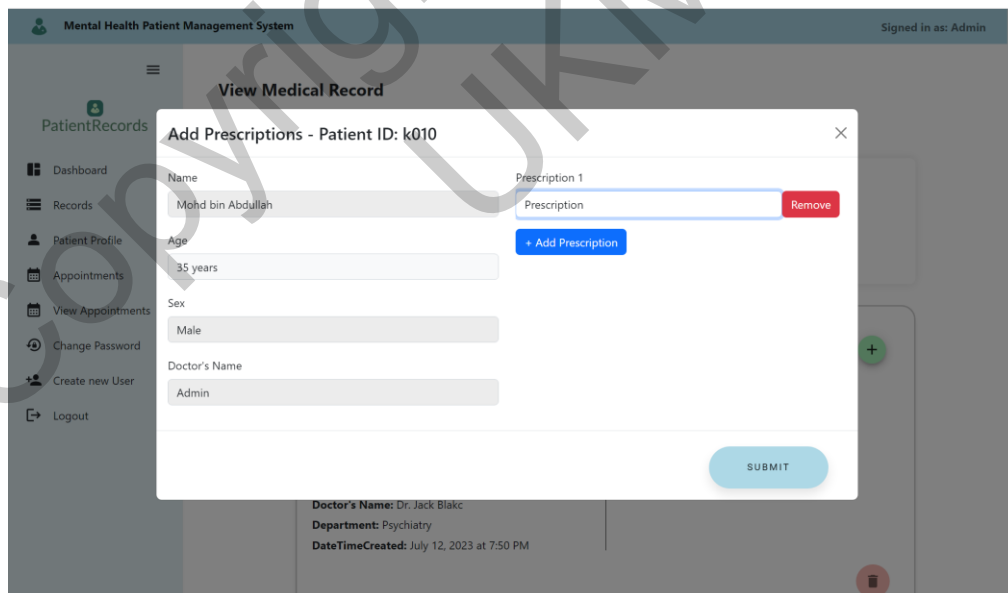 Mental Health Patient Management System
Signed in as: Admin
View Medical Record
PatientRecords
Dashboard
Records
Patient Profile
Appointments
View Appointments
Change Password
Create new User
Logout
Add Prescriptions - Patient ID: k010
Name
Mohd bin Abdullah
Age
35 years
Sex
Male
Doctor's Name
Admin
Prescription 1
Prescription
Remove
+ Add Prescription
SUBMIT
Doctor's Name: Dr. Jack Blakc
Department: Psychiatry
DateTimeCreated: July 12, 2023 at 7:50 PM
Copyright